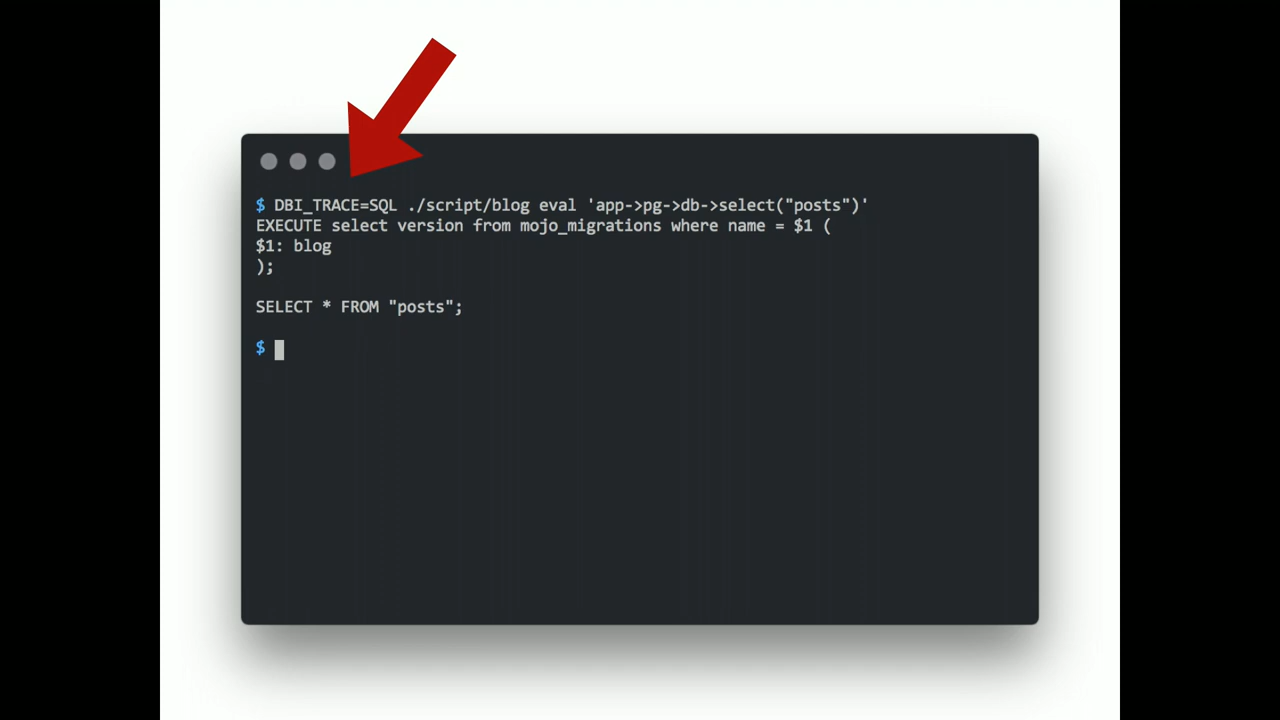 $ DBI_TRACE=SQL ./script/blog eval 'app->pg->db->select("posts")'
EXECUTE select version from mojo_migrations where name = $1 (
$1: blog
);
SELECT * FROM "posts";
$